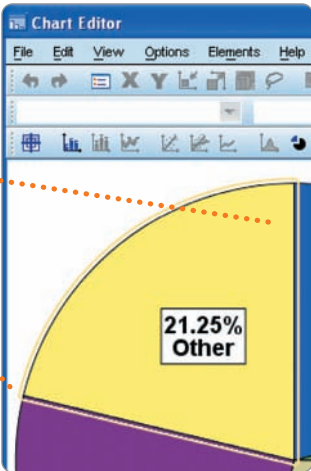 Chart Editor
File Edit View Options Elements Help
X Y
21.25%
Other